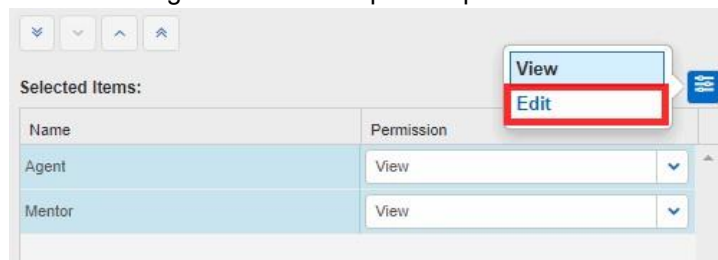 View
Selected Items:
Edit
Name Permission
Agent View
Mentor View